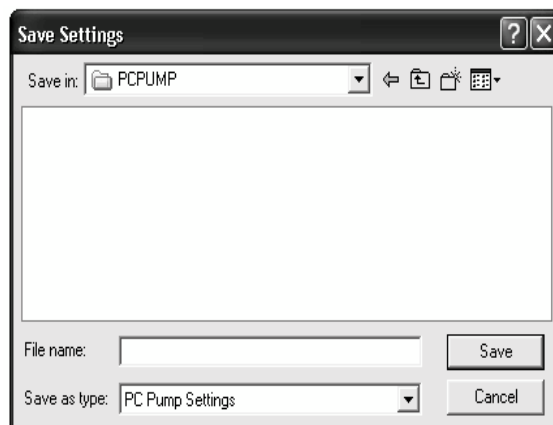 Save Settings
Save in: PCPUMP
File name:
Save
Save as type: PC Pump Settings
Cancel